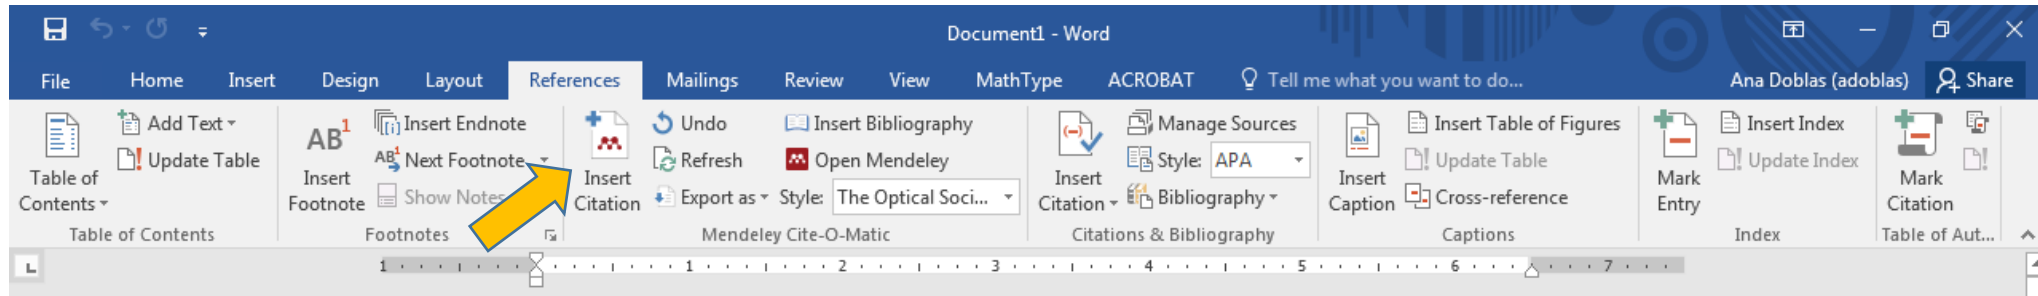 Document1 - Word
File Home Insert Design Layout References Mailings Review View MathType ACROBAT Tell me what you want to do... Ana Doblas (adoblas) Share
Table of
Contents
Add Text
Update Table
Table of Contents
AB1
Insert
Footnote
[i] Insert Endnote
AB1 Next Footnote
Show Notes
Footnotes
Insert
Citation
Undo
Refresh
Export as
Insert Bibliography
Open Mendeley
Style: The Optical Soci...
Mendeley Cite-O-Matic
Insert
Citation
Manage Sources
Style: APA
Bibliography
Citations & Bibliography
Insert
Caption
Insert Table of Figures
Update Table
Cross-reference
Captions
Mark
Entry
Insert Index
Update Index
Index
Mark
Citation
Table of Aut...
1 1 2 3 4 5 6 7